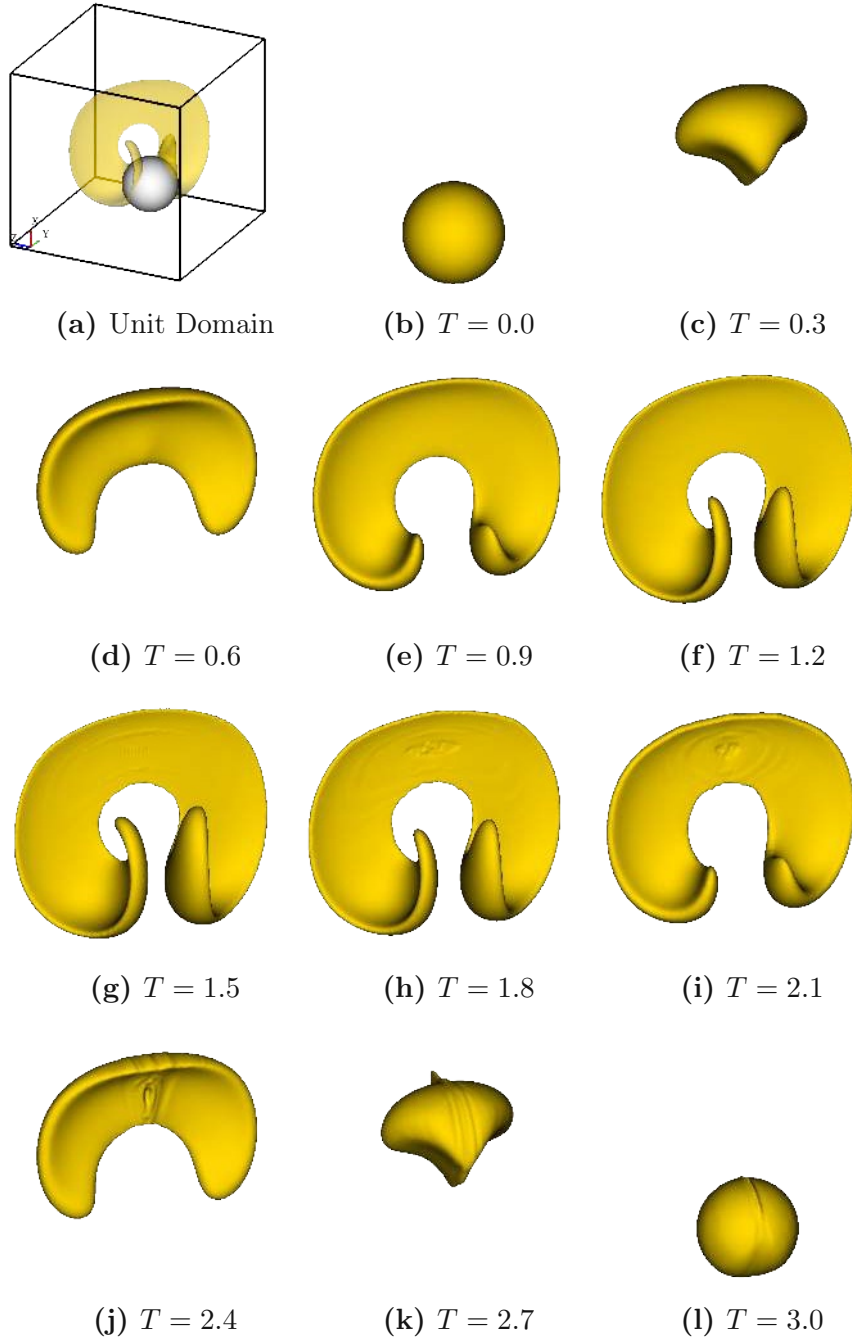 X
Z Y
(a) Unit Domain
(b) T = 0.0
(c) T = 0.3
(d) T = 0.6
(e) T = 0.9
(f) T = 1.2
(g) T = 1.5
(h) T = 1.8
(i) T = 2.1
(j) T = 2.4
(k) T = 2.7
(l) T = 3.0